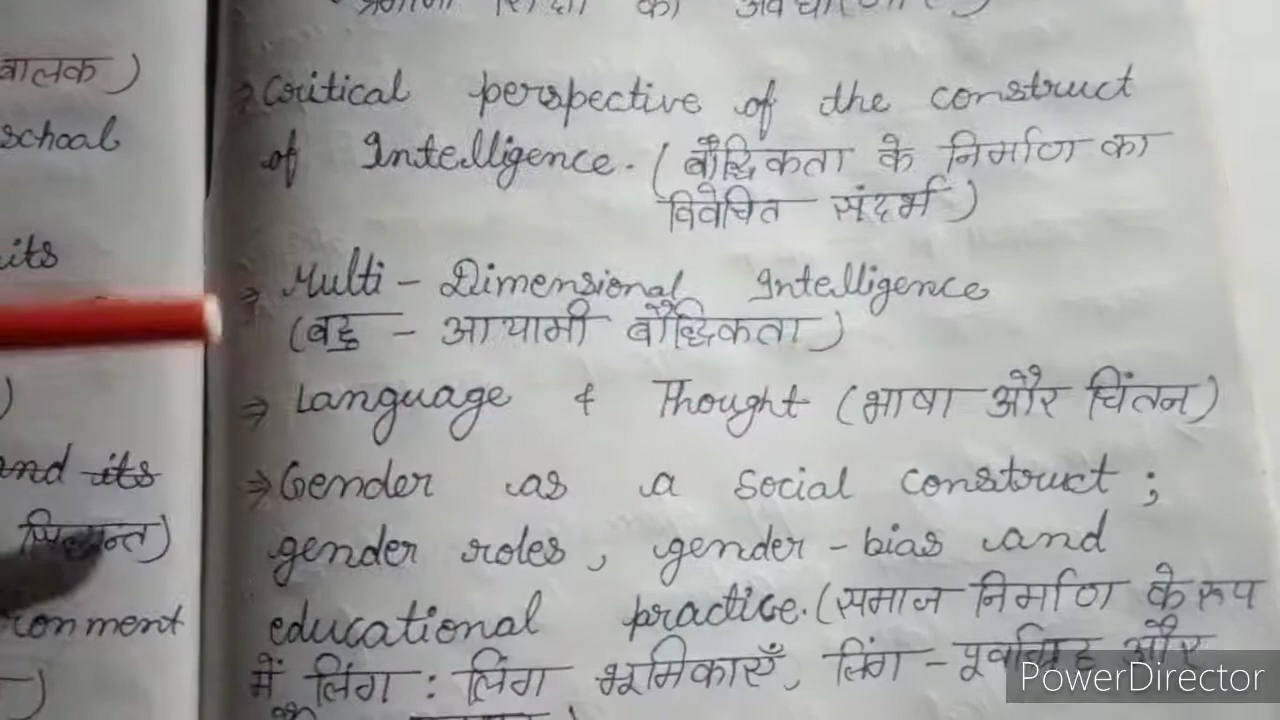 बालक)
school
its
)
and its
सिद्धान्त)
ronment
)
की अवधारणाएं)
⇒ Critical perspective of the construct
of Intelligence. (बौद्धिकता के निर्माण का
विवेचित संदर्भ)
⇒ Multi - Dimensional Intelligence
(बहु - आयामी बौद्धिकता)
⇒ Language & Thought (भाषा और चिंतन)
⇒ Gender as a social construct;
gender roles, gender-bias and
educational practice. (समाज निर्माण के रूप
में लिंग : लिंग भूमिकाएँ, लिंग - पूर्वाग्रह और
PowerDirector